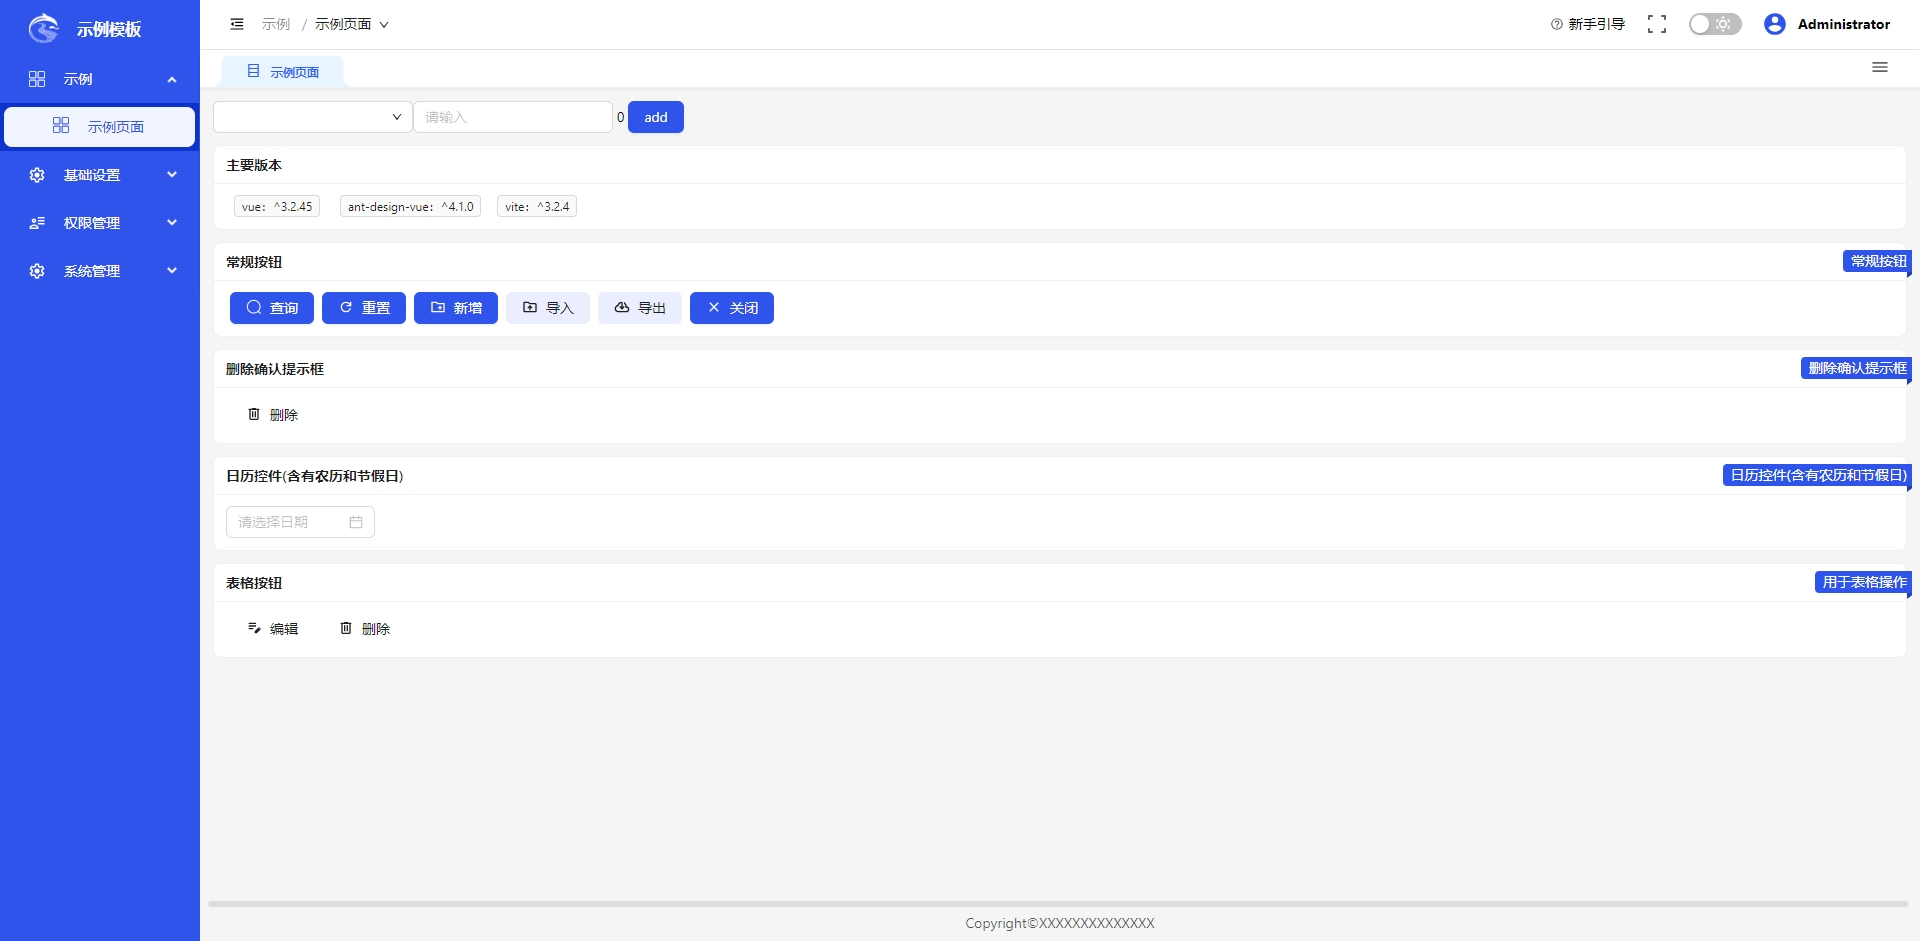 示例模板
示例
示例页面
基础设置
权限管理
系统管理
示例 / 示例页面
新手引导
Administrator
示例页面
请输入
0
add
主要版本
vue: ^3.2.45
ant-design-vue: ^4.1.0
vite: ^3.2.4
常规按钮
常规按钮
查询
重置
新增
导入
导出
关闭
删除确认提示框
删除确认提示框
删除
日历控件(含有农历和节假日)
日历控件(含有农历和节假日)
请选择日期
表格按钮
用于表格操作
编辑
删除
Copyright©XXXXXXXXXXXXXX